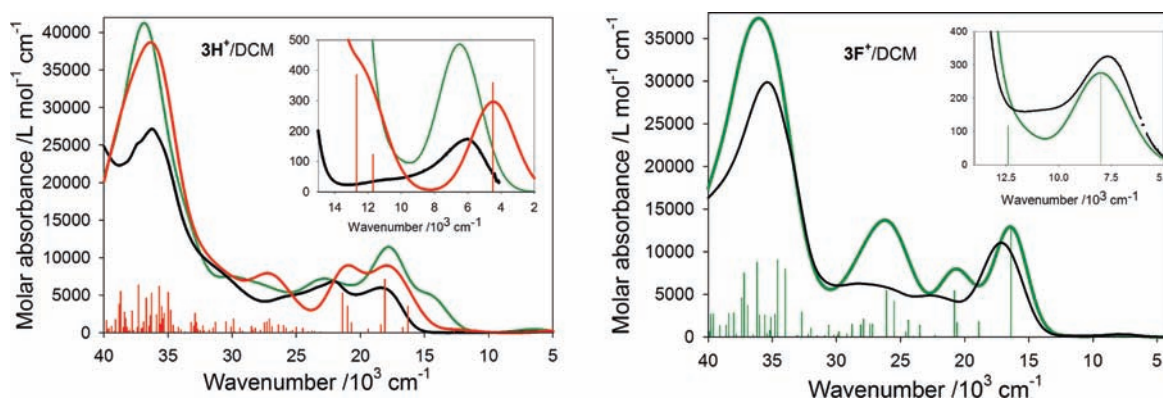 Molar absorbance /L mol⁻¹ cm⁻¹
40000
35000
30000
25000
20000
15000
10000
5000
0
40 35 30 25 20 15 10 5
Wavenumber /10³ cm⁻¹
3H⁺/DCM
500
400
300
200
100
0
14 12 10 8 6 4 2
Wavenumber /10³ cm⁻¹
Molar absorbance /L mol⁻¹ cm⁻¹
35000
30000
25000
20000
15000
10000
5000
0
40 35 30 25 20 15 10 5
Wavenumber /10³ cm⁻¹
3F⁺/DCM
400
300
200
100
0
12.5 10.0 7.5 5.0
Wavenumber /10³ cm⁻¹